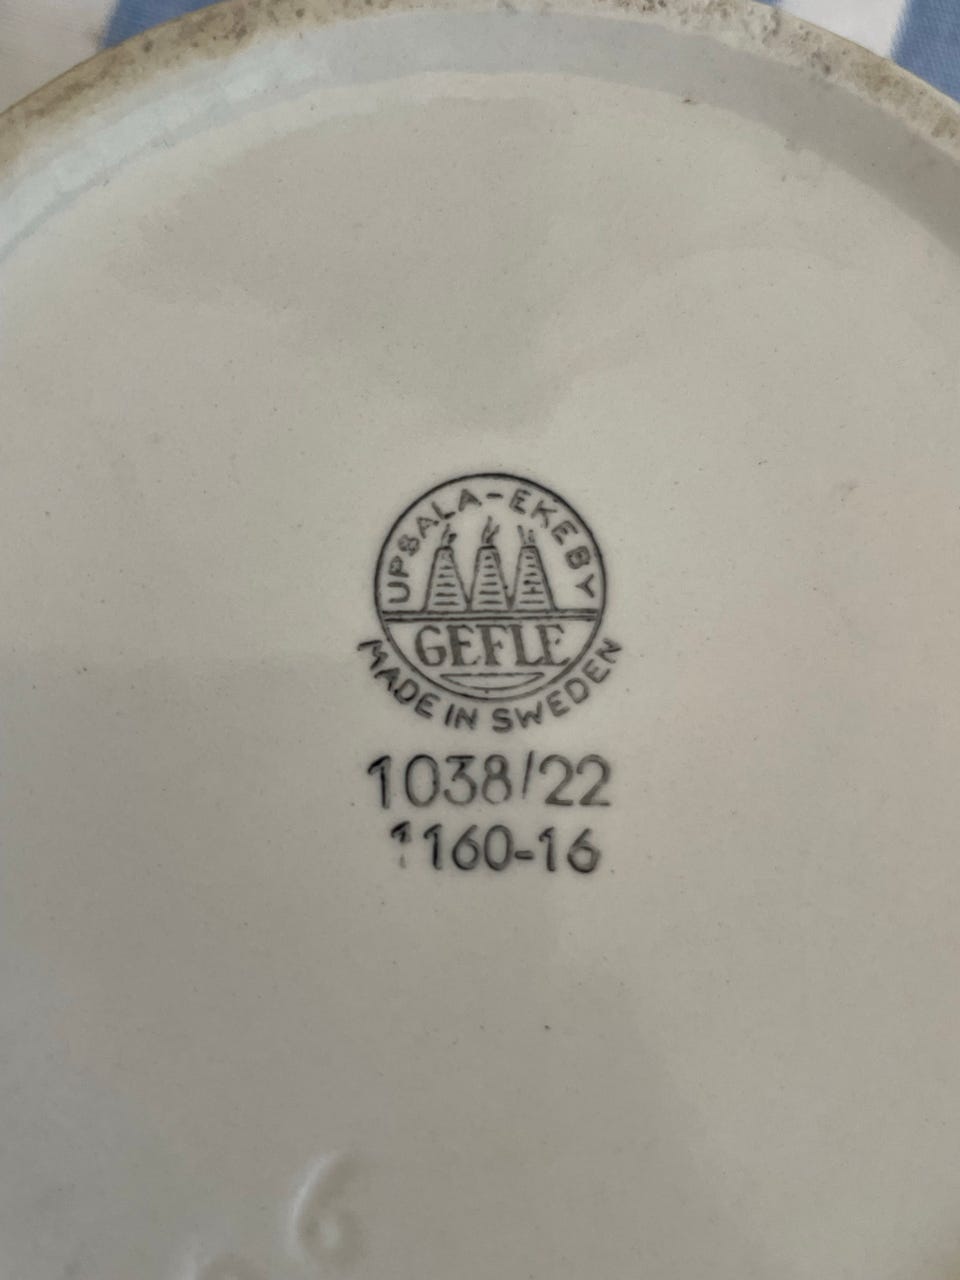 UPSALA-EKEBY
GEFLE
MADE IN SWEDEN
1038/22
1160-16